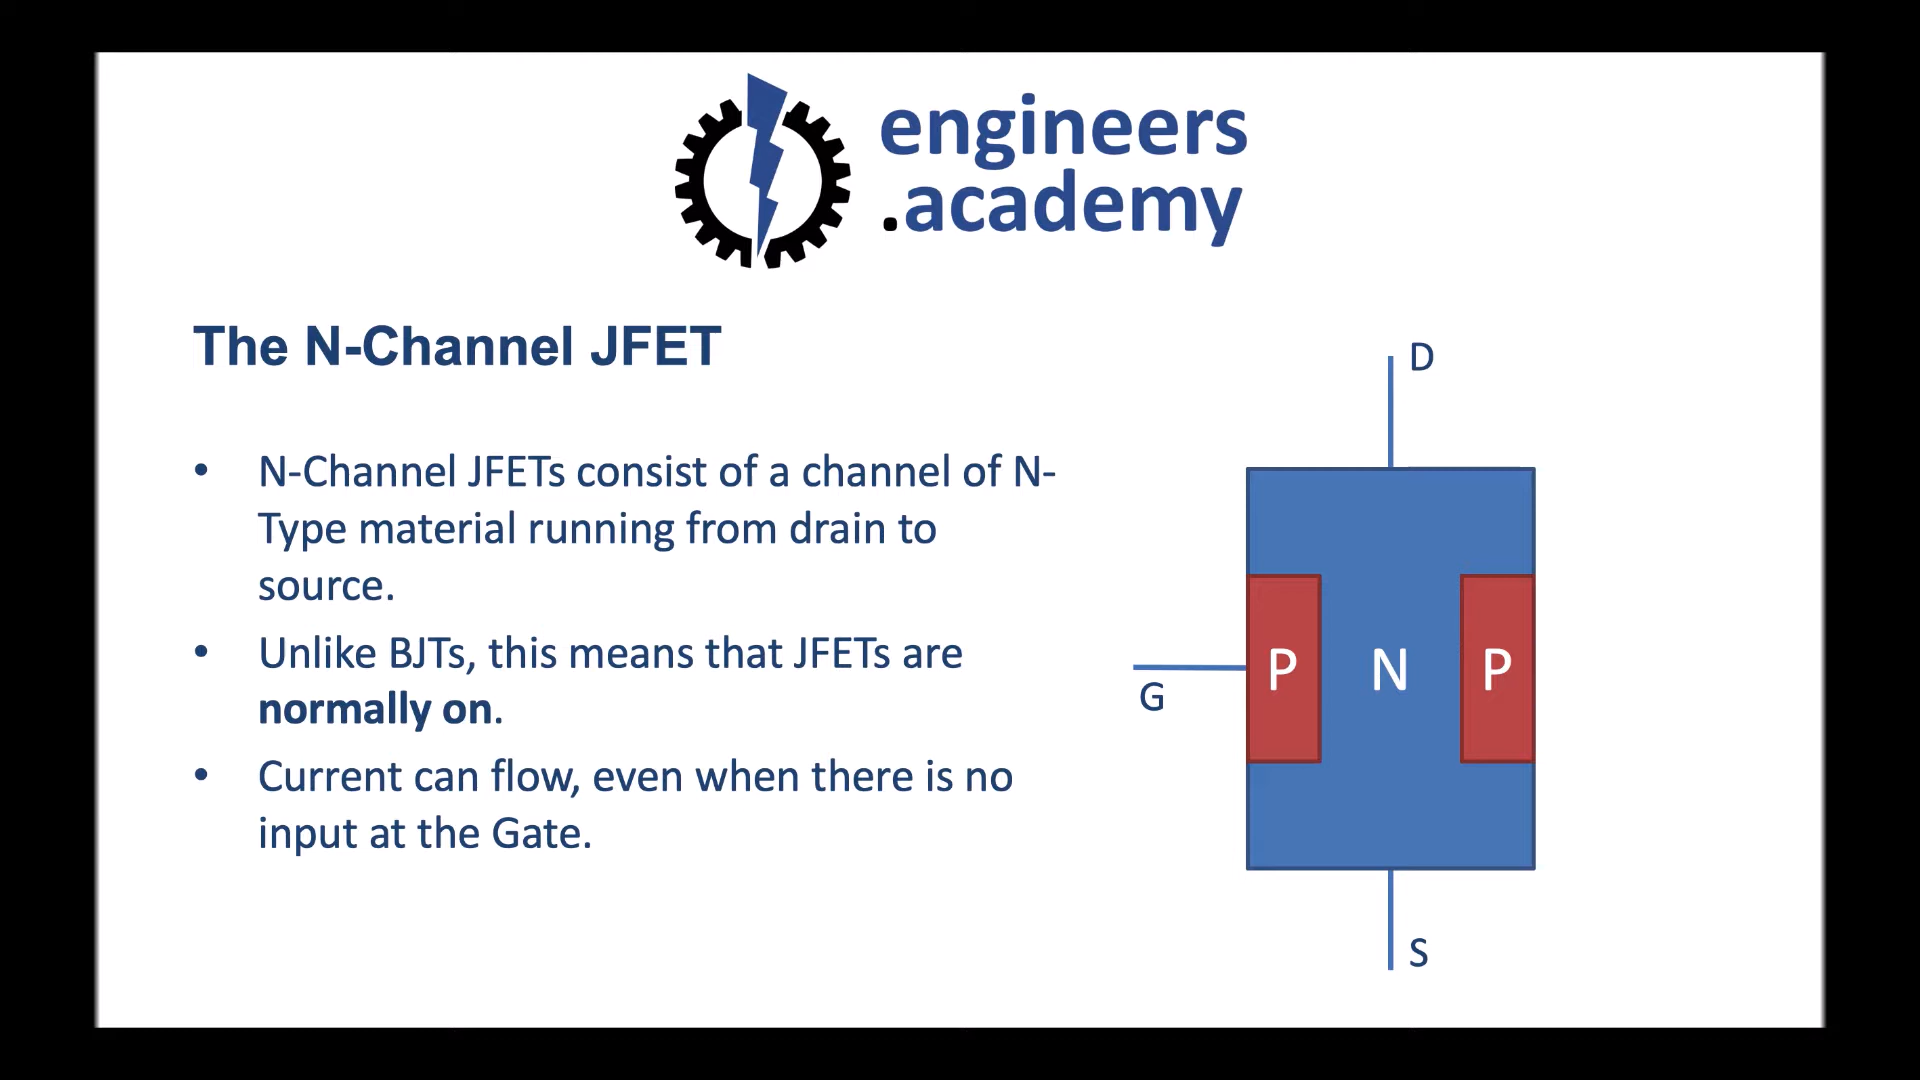 engineers
.academy
The N-Channel JFET
• N-Channel JFETs consist of a channel of N-
Type material running from drain to
source.
• Unlike BJTs, this means that JFETs are
normally on.
• Current can flow, even when there is no
input at the Gate.
D
P N P
G
S